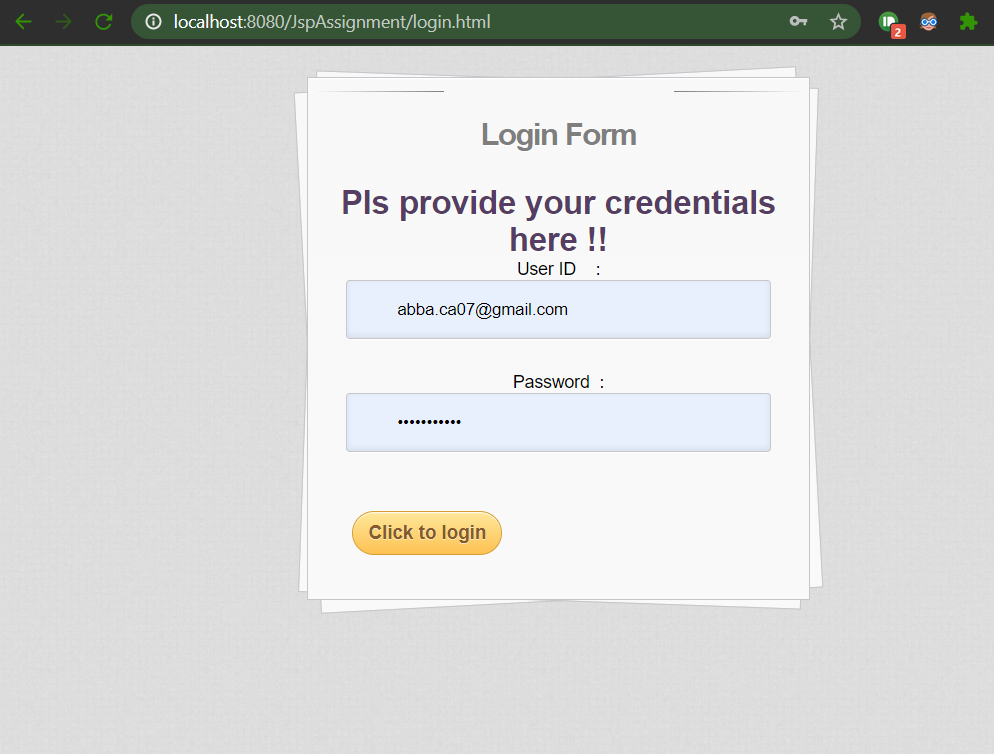 localhost:8080/JspAssignment/login.html
2
Login Form
Pls provide your credentials
here !!
User ID :
abba.ca07@gmail.com
Password :
•••••••••••
Click to login